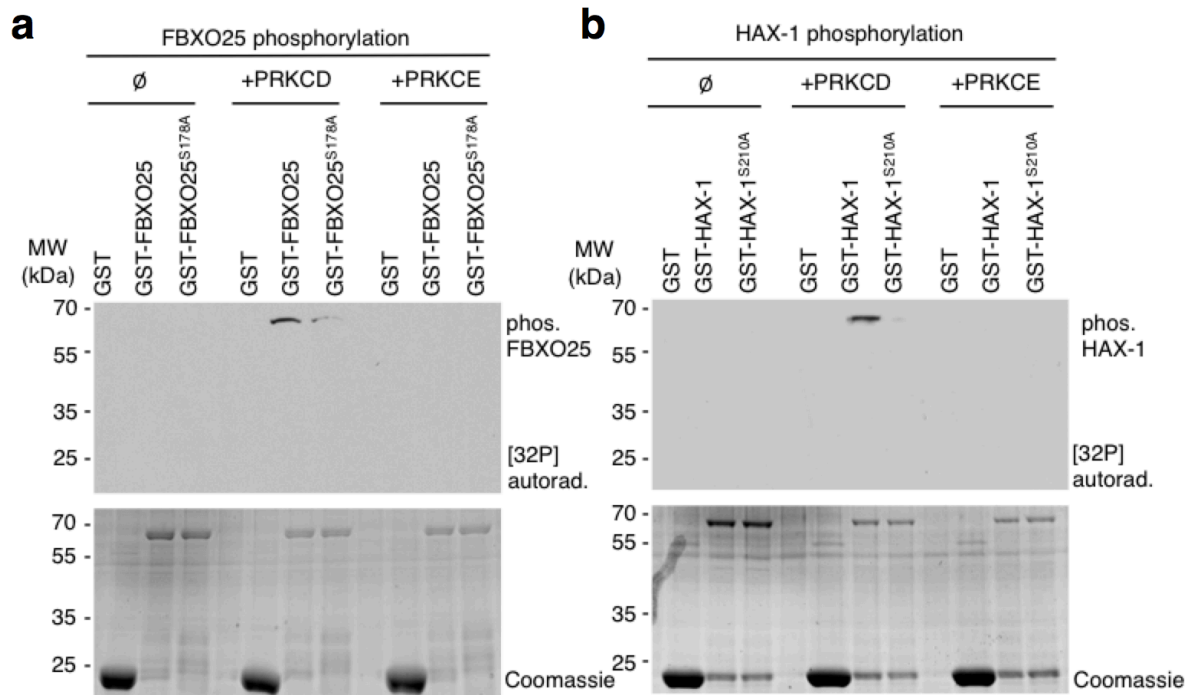 a
FBXO25 phosphorylation
ø +PRKCD +PRKCE
MW
(kDa)
GST
GST-FBXO25
GST-FBXO25S178A
GST
GST-FBXO25
GST-FBXO25S178A
GST
GST-FBXO25
GST-FBXO25S178A
70 -
55 -
35 -
25 -
phos.
FBXO25
[32P]
autorad.
70 -
55 -
35 -
25 -
Coomassie
b
HAX-1 phosphorylation
ø +PRKCD +PRKCE
MW
(kDa)
GST
GST-HAX-1
GST-HAX-1S210A
GST
GST-HAX-1
GST-HAX-1S210A
GST
GST-HAX-1
GST-HAX-1S210A
70 -
55 -
35 -
25 -
phos.
HAX-1
[32P]
autorad.
70 -
55 -
35 -
25 -
Coomassie